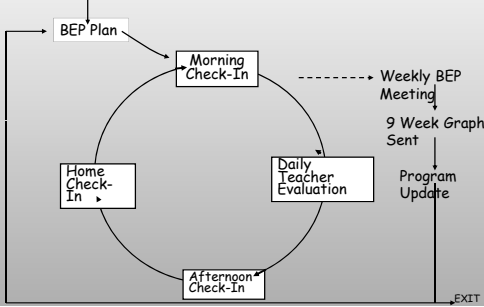 BEP Plan
Morning
Check-In
Weekly BEP
Meeting
9 Week Graph
Sent
Daily
Teacher
Evaluation
Home
Check-
In
Program
Update
Afternoon
Check-In
EXIT